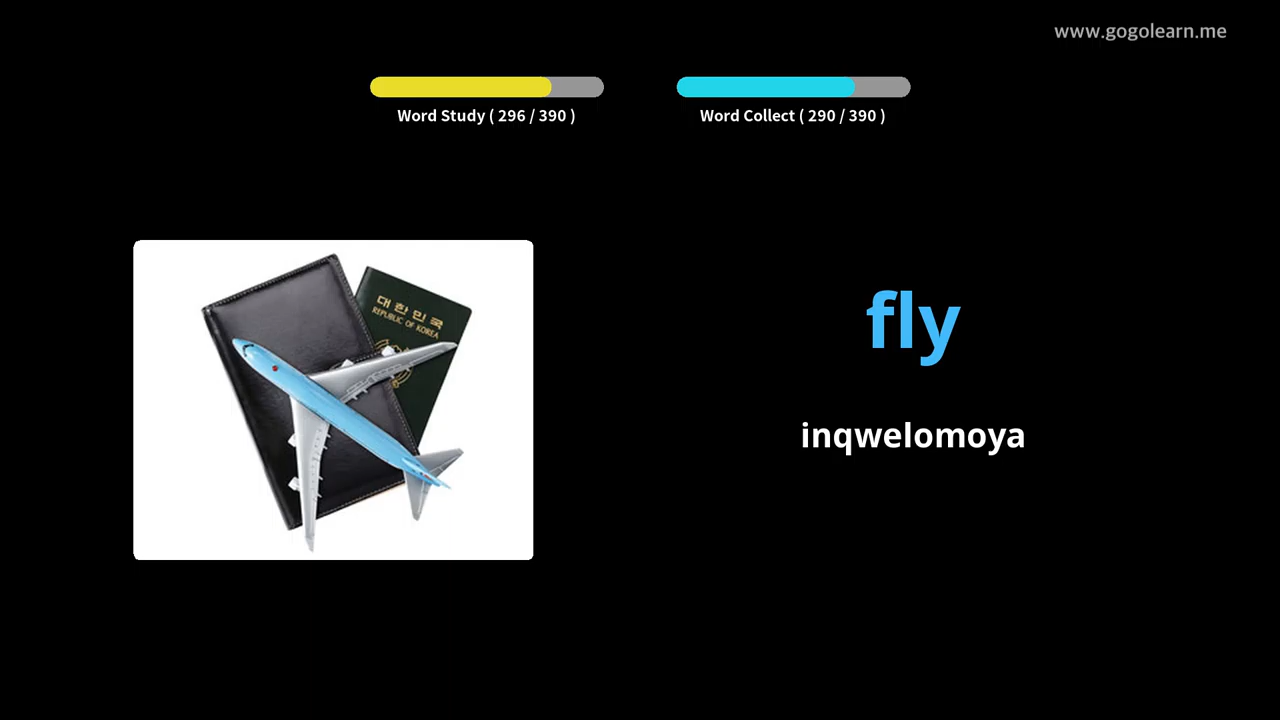 www.gogolearn.me
Word Study ( 296 / 390 )
Word Collect ( 290 / 390 )
대한민국
REPUBLIC OF KOREA
fly
inqwelomoya